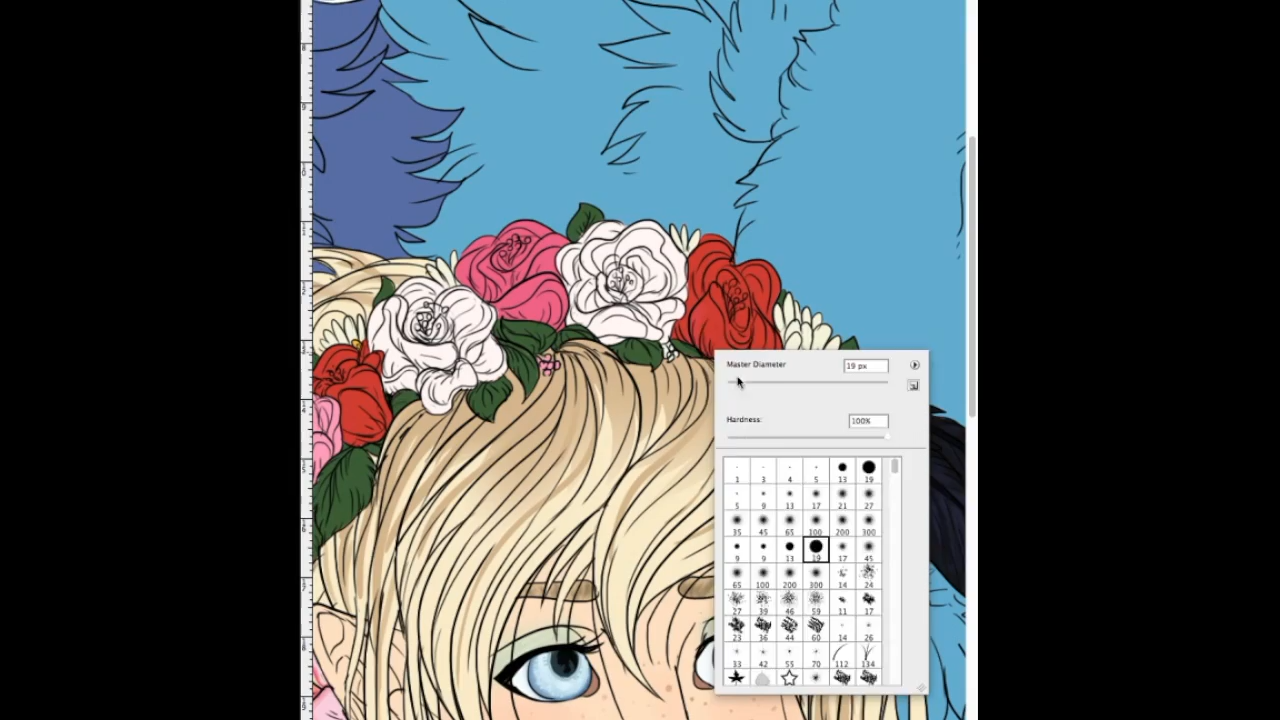 Master Diameter 19 px
Hardness: 100%
1 3 4 5 13 19
5 9 13 17 21 27
35 45 65 100 200 300
9 9 13 19 17 45
65 100 200 300 14 24
27 39 46 59 11 17
23 36 44 60 14 26
33 42 55 70 112 134